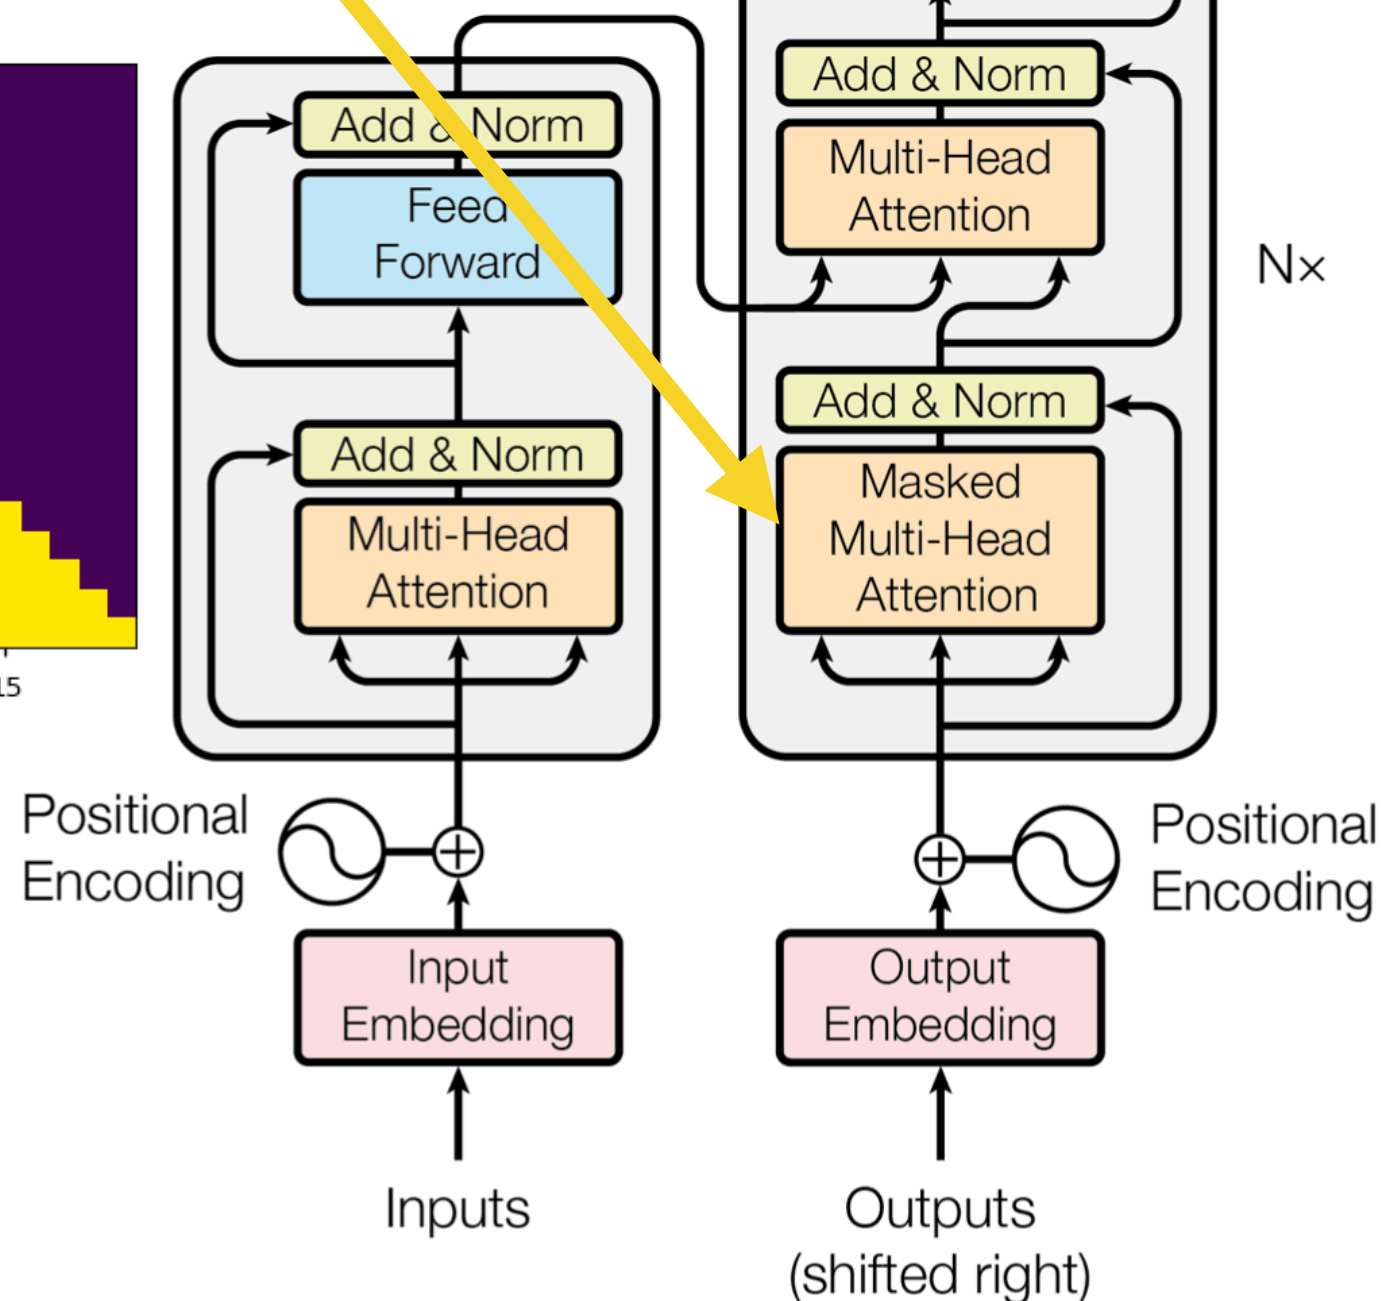 Add & Norm
Feed
Forward
Add & Norm
Multi-Head
Attention
Positional
Encoding
Input
Embedding
Inputs
Add & Norm
Multi-Head
Attention
N×
Add & Norm
Masked
Multi-Head
Attention
Positional
Encoding
Output
Embedding
Outputs
(shifted right)
15